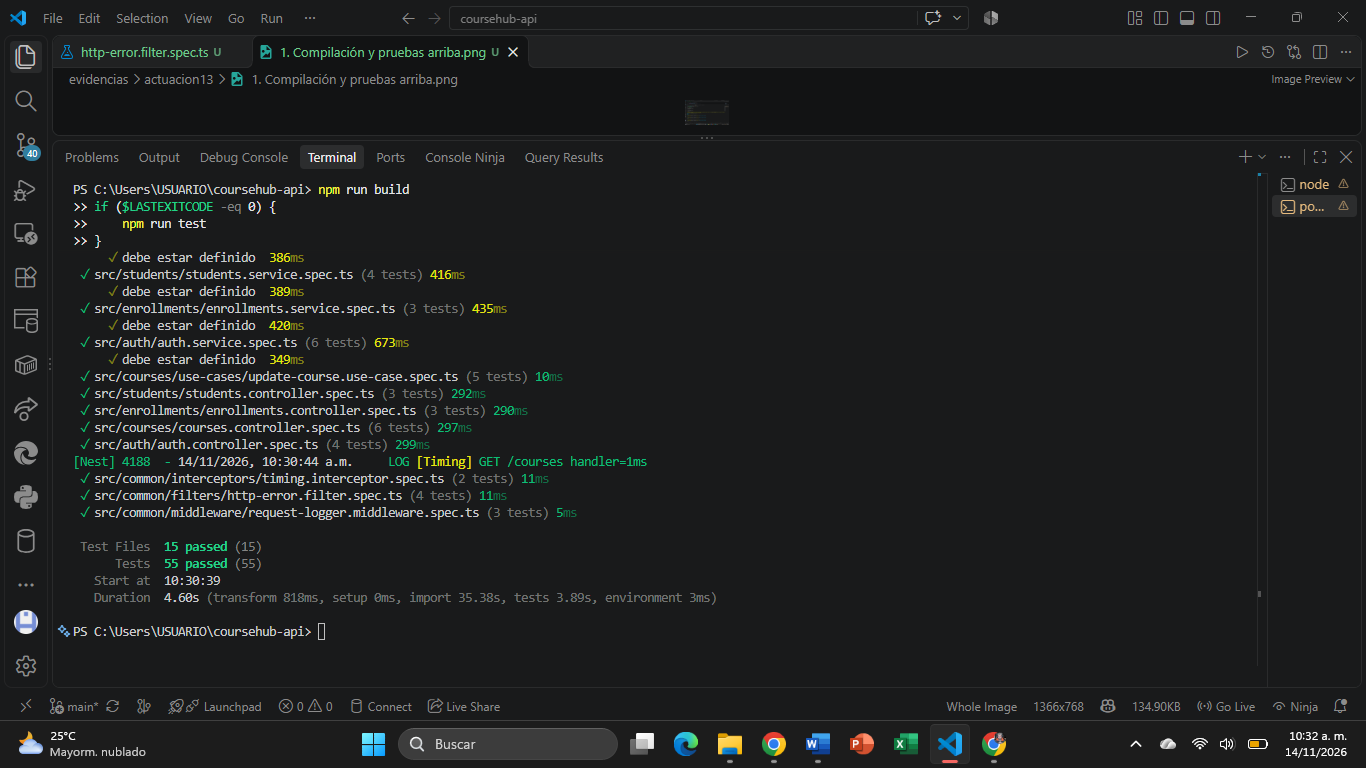 File Edit Selection View Go Run ··· coursehub-api
http-error.filter.spec.ts U 1. Compilación y pruebas arriba.png U
evidencias > actuacion13 > 1. Compilación y pruebas arriba.png Image Preview
Problems Output Debug Console Terminal Ports Console Ninja Query Results
PS C:\Users\USUARIO\coursehub-api> npm run build
>> if ($LASTEXITCODE -eq 0) {
>>     npm run test
>> }
✓ debe estar definido 386ms
✓ src/students/students.service.spec.ts (4 tests) 416ms
✓ debe estar definido 389ms
✓ src/enrollments/enrollments.service.spec.ts (3 tests) 435ms
✓ debe estar definido 420ms
✓ src/auth/auth.service.spec.ts (6 tests) 673ms
✓ debe estar definido 349ms
✓ src/courses/use-cases/update-course.use-case.spec.ts (5 tests) 10ms
✓ src/students/students.controller.spec.ts (3 tests) 292ms
✓ src/enrollments/enrollments.controller.spec.ts (3 tests) 290ms
✓ src/courses/courses.controller.spec.ts (6 tests) 297ms
✓ src/auth/auth.controller.spec.ts (4 tests) 299ms
[Nest] 4188  - 14/11/2026, 10:30:44 a.m.     LOG [Timing] GET /courses handler=1ms
✓ src/common/interceptors/timing.interceptor.spec.ts (2 tests) 11ms
✓ src/common/filters/http-error.filter.spec.ts (4 tests) 11ms
✓ src/common/middleware/request-logger.middleware.spec.ts (3 tests) 5ms
Test Files  15 passed (15)
Tests  55 passed (55)
Start at  10:30:39
Duration  4.60s (transform 818ms, setup 0ms, import 35.38s, tests 3.89s, environment 3ms)
PS C:\Users\USUARIO\coursehub-api>
node
po...
40
main* Launchpad 0 0 Connect Live Share Whole Image 1366x768 134.90KB Go Live Ninja
25°C
Mayorm. nublado
Buscar
10:32 a. m.
14/11/2026